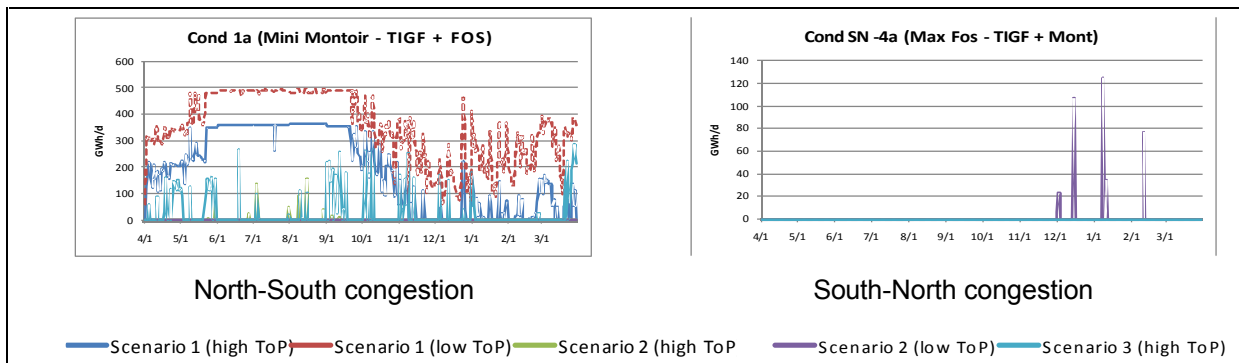 Cond 1a (Mini Montoir - TIGF + FOS)
600
500
400
300
200
100
0
GWh/d
4/1 5/1 6/1 7/1 8/1 9/1 10/1 11/1 12/1 1/1 2/1 3/1
North-South congestion
Cond SN -4a (Max Fos - TIGF + Mont)
140
120
100
80
60
40
20
0
GWh/d
4/1 5/1 6/1 7/1 8/1 9/1 10/1 11/1 12/1 1/1 2/1 3/1
South-North congestion
Scenario 1 (high ToP) Scenario 1 (low ToP) Scenario 2 (high ToP Scenario 2 (low ToP) Scenario 3 (high ToP)